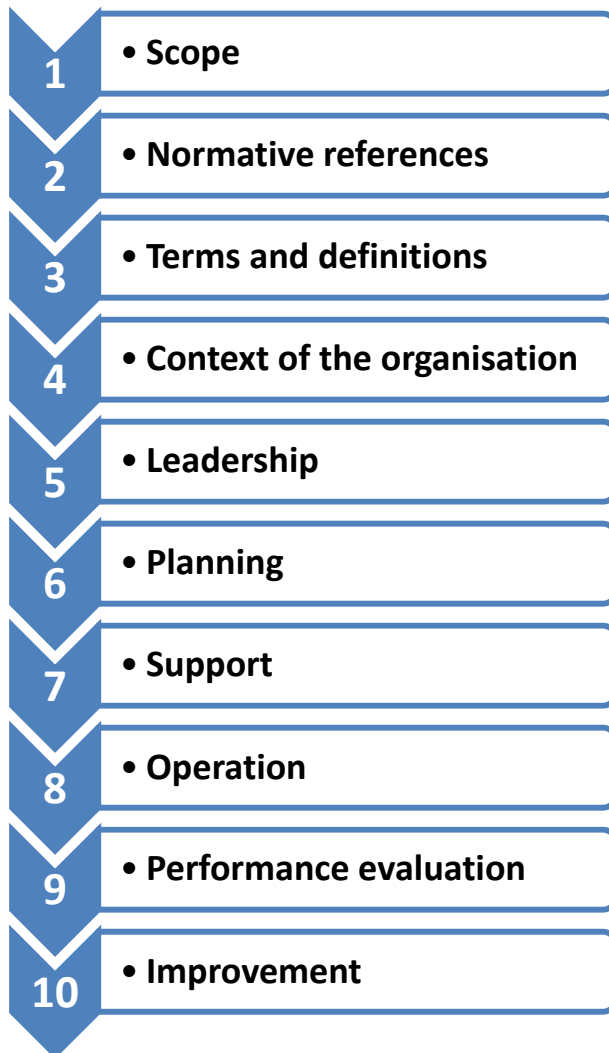 1
• Scope
2
• Normative references
3
• Terms and definitions
4
• Context of the organisation
5
• Leadership
6
• Planning
7
• Support
8
• Operation
9
• Performance evaluation
10
• Improvement